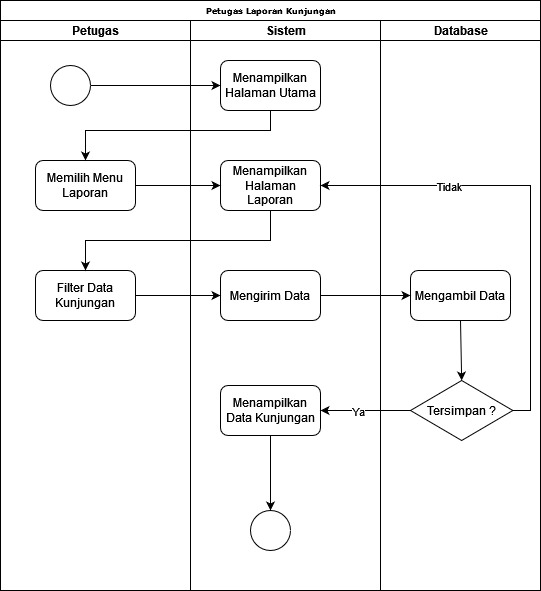 Petugas Laporan Kunjungan
Petugas
Sistem
Database
Menampilkan
Halaman Utama
Memilih Menu
Laporan
Menampilkan
Halaman
Laporan
Tidak
Filter Data
Kunjungan
Mengirim Data
Mengambil Data
Menampilkan
Data Kunjungan
Ya
Tersimpan ?